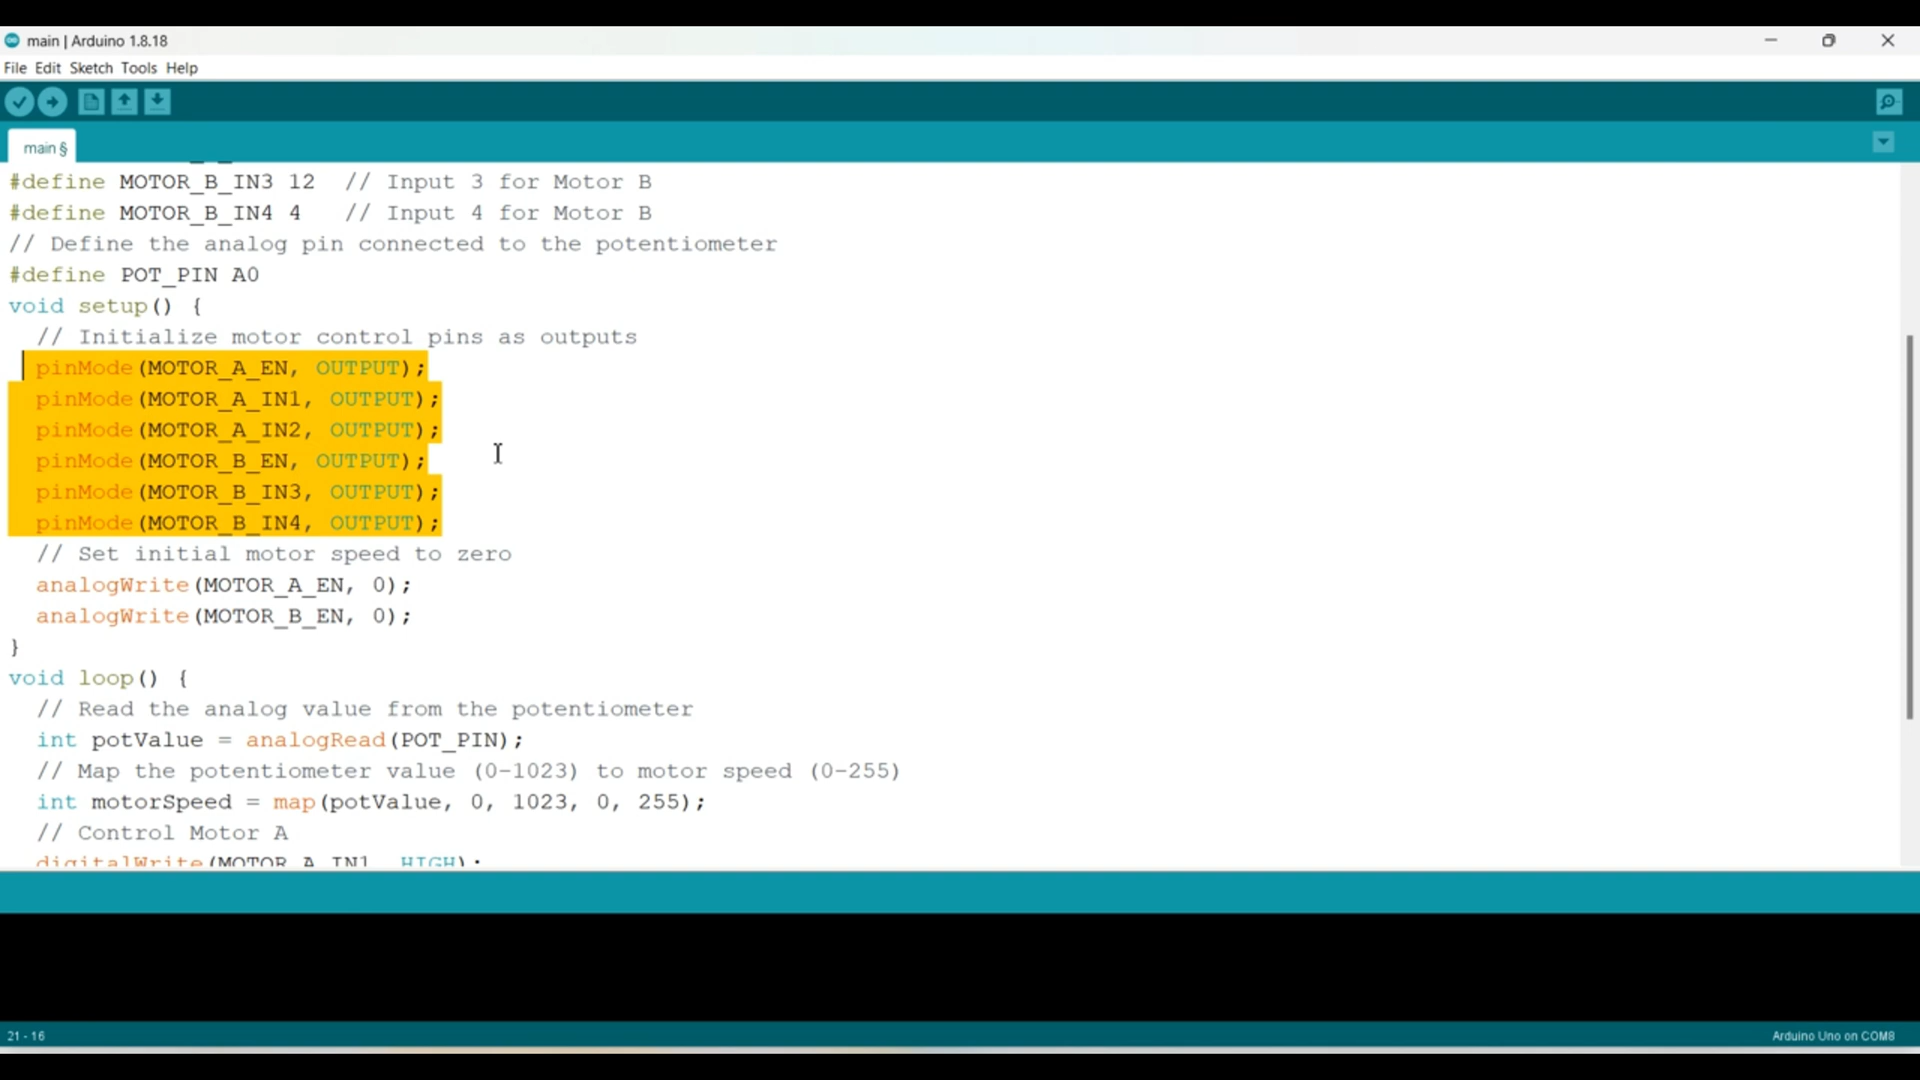 main | Arduino 1.8.18
File Edit Sketch Tools Help
main §
#define MOTOR_B_IN3 12  // Input 3 for Motor B
#define MOTOR_B_IN4 4   // Input 4 for Motor B
// Define the analog pin connected to the potentiometer
#define POT_PIN A0
void setup() {
  // Initialize motor control pins as outputs
  pinMode(MOTOR_A_EN, OUTPUT);
  pinMode(MOTOR_A_IN1, OUTPUT);
  pinMode(MOTOR_A_IN2, OUTPUT);
  pinMode(MOTOR_B_EN, OUTPUT);
  pinMode(MOTOR_B_IN3, OUTPUT);
  pinMode(MOTOR_B_IN4, OUTPUT);
  // Set initial motor speed to zero
  analogWrite(MOTOR_A_EN, 0);
  analogWrite(MOTOR_B_EN, 0);
}
void loop() {
  // Read the analog value from the potentiometer
  int potValue = analogRead(POT_PIN);
  // Map the potentiometer value (0-1023) to motor speed (0-255)
  int motorSpeed = map(potValue, 0, 1023, 0, 255);
  // Control Motor A
  digitalWrite(MOTOR_A_IN1, HIGH);
21 - 16
Arduino Uno on COM8